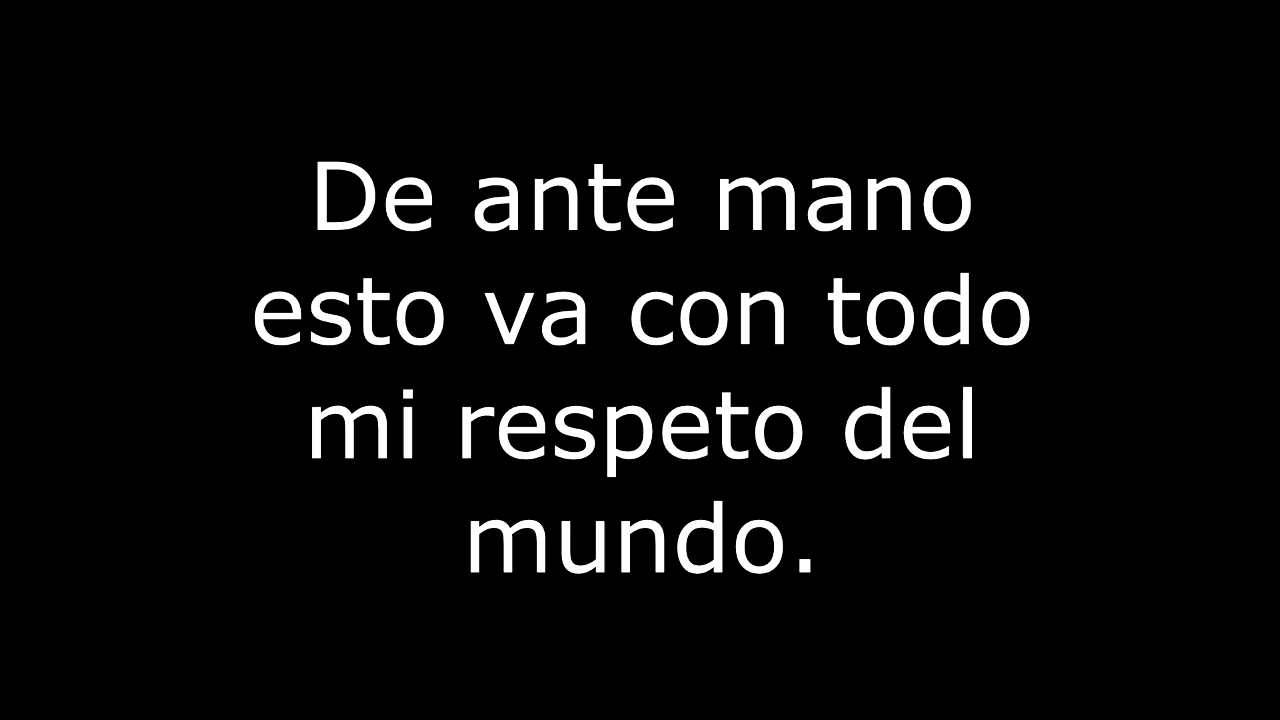 De ante mano
esto va con todo
mi respeto del
mundo.